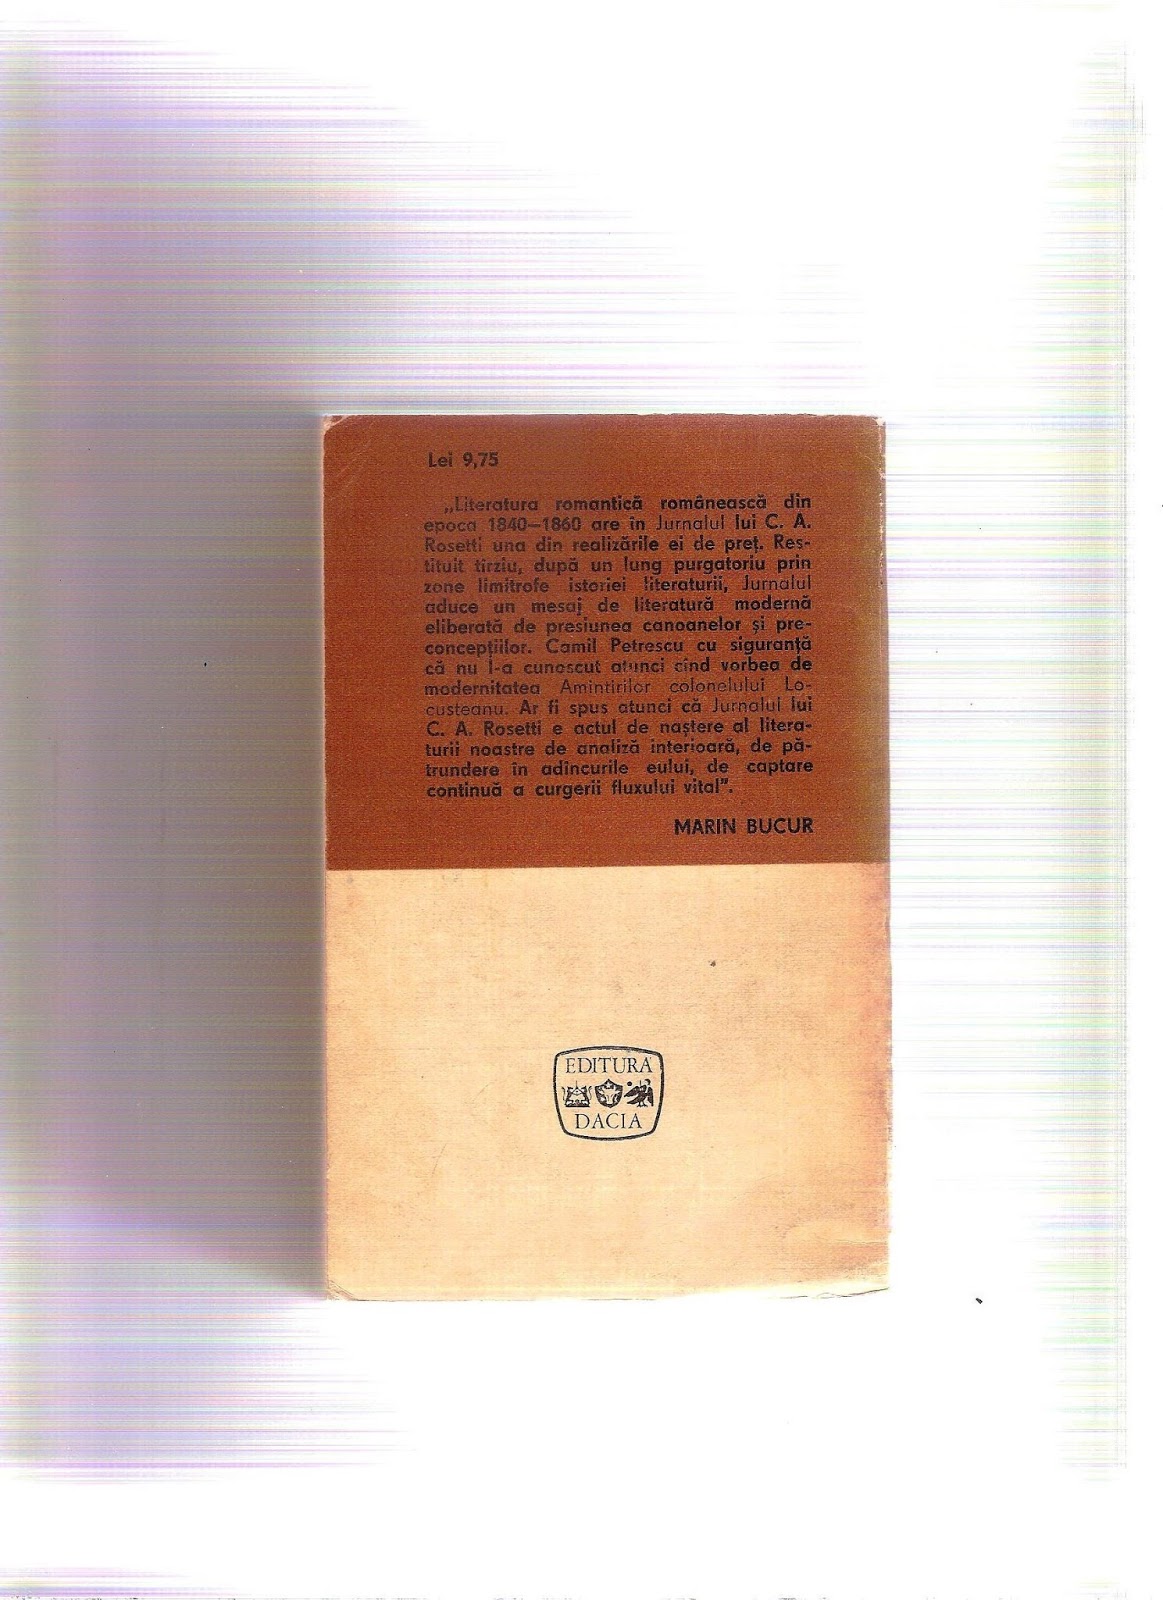 Lei 9,75
„Literatura romantică românească din
epoca 1840—1860 are în Jurnalul lui C. A.
Rosetti una din realizările ei de preț. Res-
tituit tirziu, după un lung purgatoriu prin
zone limitrofe istoriei literaturii, Jurnalul
aduce un mesaj de literatură modernă
eliberată de presiunea canoanelor și pre-
concepțiilor. Camil Petrescu cu siguranță
că nu l-a cunoscut atunci cînd vorbea de
modernitatea Amintirilor colonelului Lo-
custeanu. Ar fi spus atunci că Jurnalul lui
C. A. Rosetti e actul de naștere al litera-
turii noastre de analiză interioară, de pă-
trundere în adîncurile eului, de captare
continuă a curgerii fluxului vital”.
MARIN BUCUR
EDITURA
DACIA